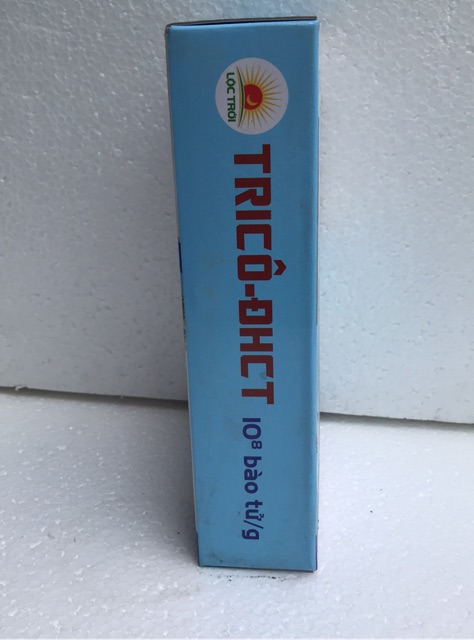 LỘC TRỜI
TRICÔ-ĐHCT
10⁸ bào tử/g